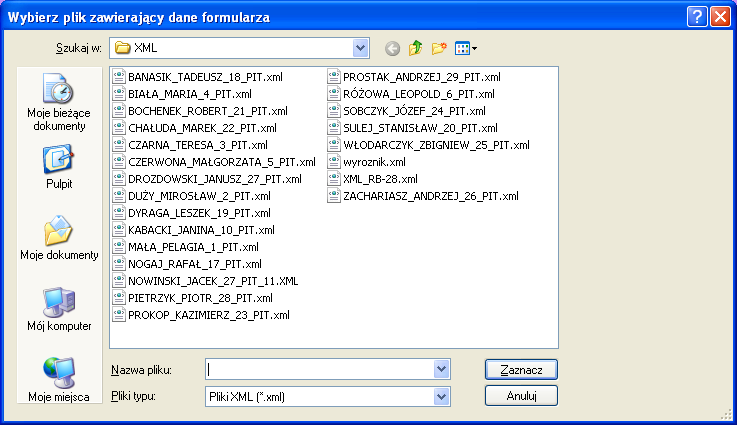 Wybierz plik zawierający dane formularza
Szukaj w:
XML
Moje bieżące
dokumenty
Pulpit
Moje dokumenty
Mój komputer
Moje miejsca
BANASIK_TADEUSZ_18_PIT.xml
BIAŁA_MARIA_4_PIT.xml
BOCHENEK_ROBERT_21_PIT.xml
CHAŁUDA_MAREK_22_PIT.xml
CZARNA_TERESA_3_PIT.xml
CZERWONA_MAŁGORZATA_5_PIT.xml
DROZDOWSKI_JANUSZ_27_PIT.xml
DUŻY_MIROSŁAW_2_PIT.xml
DYRAGA_LESZEK_19_PIT.xml
KABACKI_JANINA_10_PIT.xml
MAŁA_PELAGIA_1_PIT.xml
NOGAJ_RAFAŁ_17_PIT.xml
NOWINSKI_JACEK_27_PIT_11.XML
PIETRZYK_PIOTR_28_PIT.xml
PROKOP_KAZIMIERZ_23_PIT.xml
PROSTAK_ANDRZEJ_29_PIT.xml
RÓŻOWA_LEOPOLD_6_PIT.xml
SOBCZYK_JÓZEF_24_PIT.xml
SULEJ_STANISŁAW_20_PIT.xml
WŁODARCZYK_ZBIGNIEW_25_PIT.xml
wyroznik.xml
XML_RB-28.xml
ZACHARIASZ_ANDRZEJ_26_PIT.xml
Nazwa pliku:
Zaznacz
Pliki typu:
Pliki XML (*.xml)
Anuluj